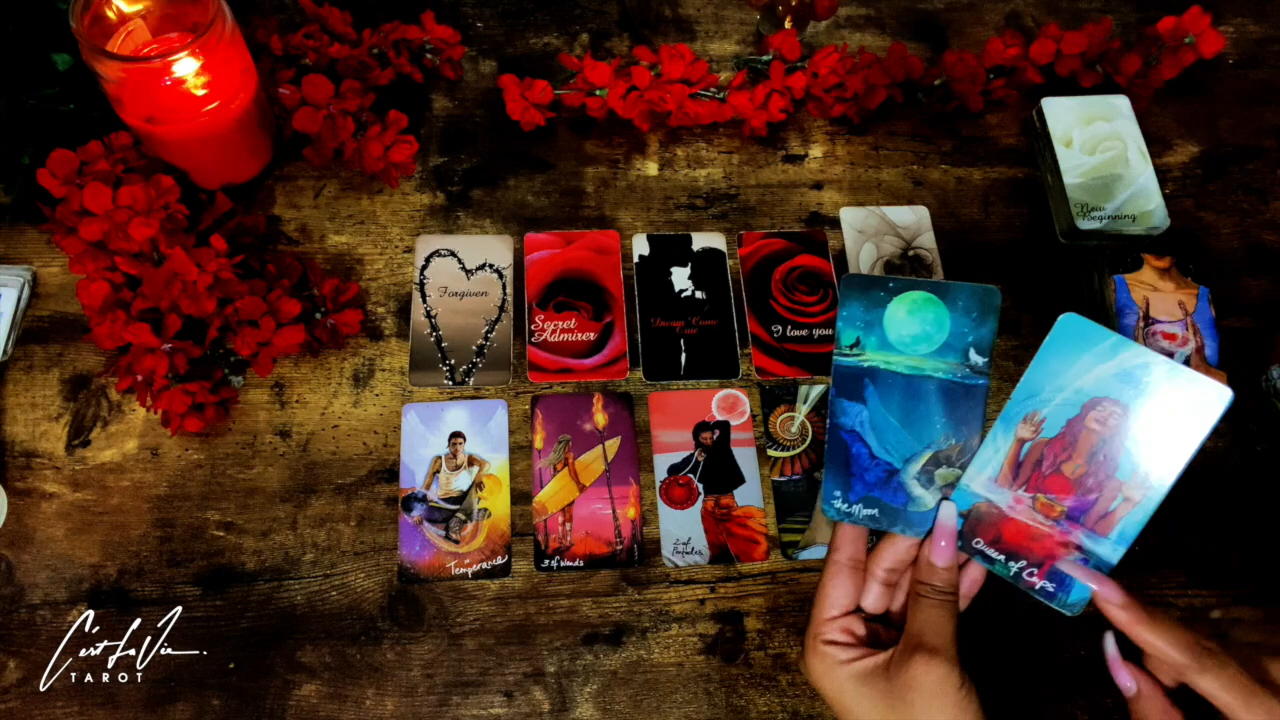 New
Beginning
Forgiven
Secret
Admirer
Dream Come
True
I love you
18
the Moon
Queen of Cups
Temperance
3 of Wands
2 of
Pentacles
C'est La Vie
TAROT